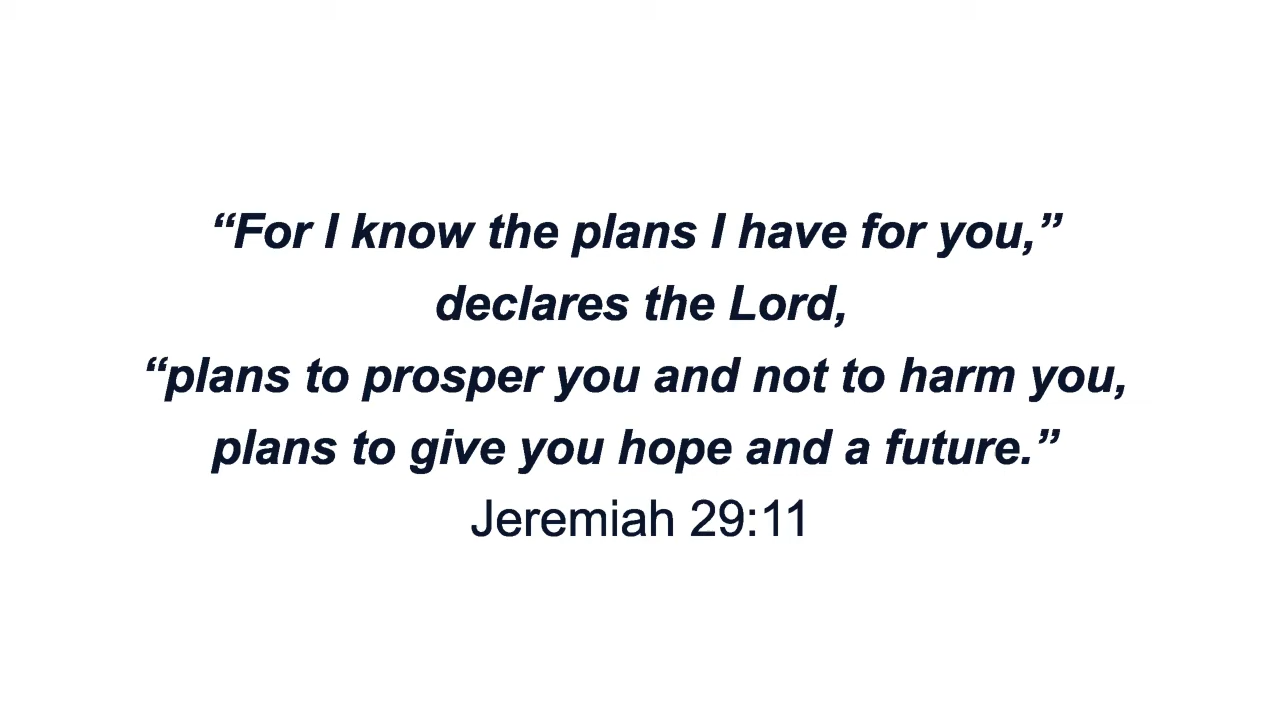 “For I know the plans I have for you,”
declares the Lord,
“plans to prosper you and not to harm you,
plans to give you hope and a future.”
Jeremiah 29:11